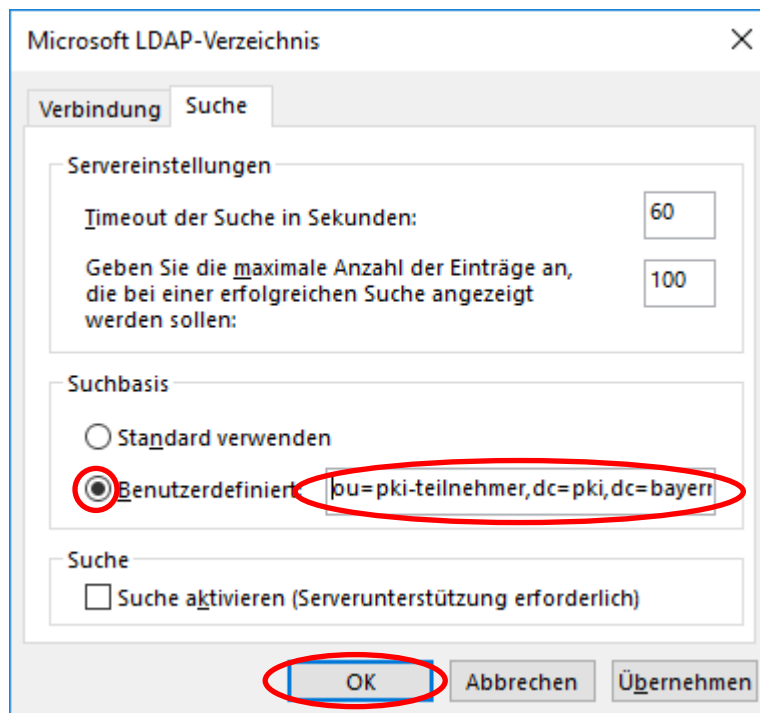 Microsoft LDAP-Verzeichnis
Verbindung
Suche
Servereinstellungen
Timeout der Suche in Sekunden:
60
Geben Sie die maximale Anzahl der Einträge an,
die bei einer erfolgreichen Suche angezeigt
werden sollen:
100
Suchbasis
Standard verwenden
Benutzerdefiniert:
ou=pki-teilnehmer,dc=pki,dc=bayern
Suche
Suche aktivieren (Serverunterstützung erforderlich)
OK
Abbrechen
Übernehmen